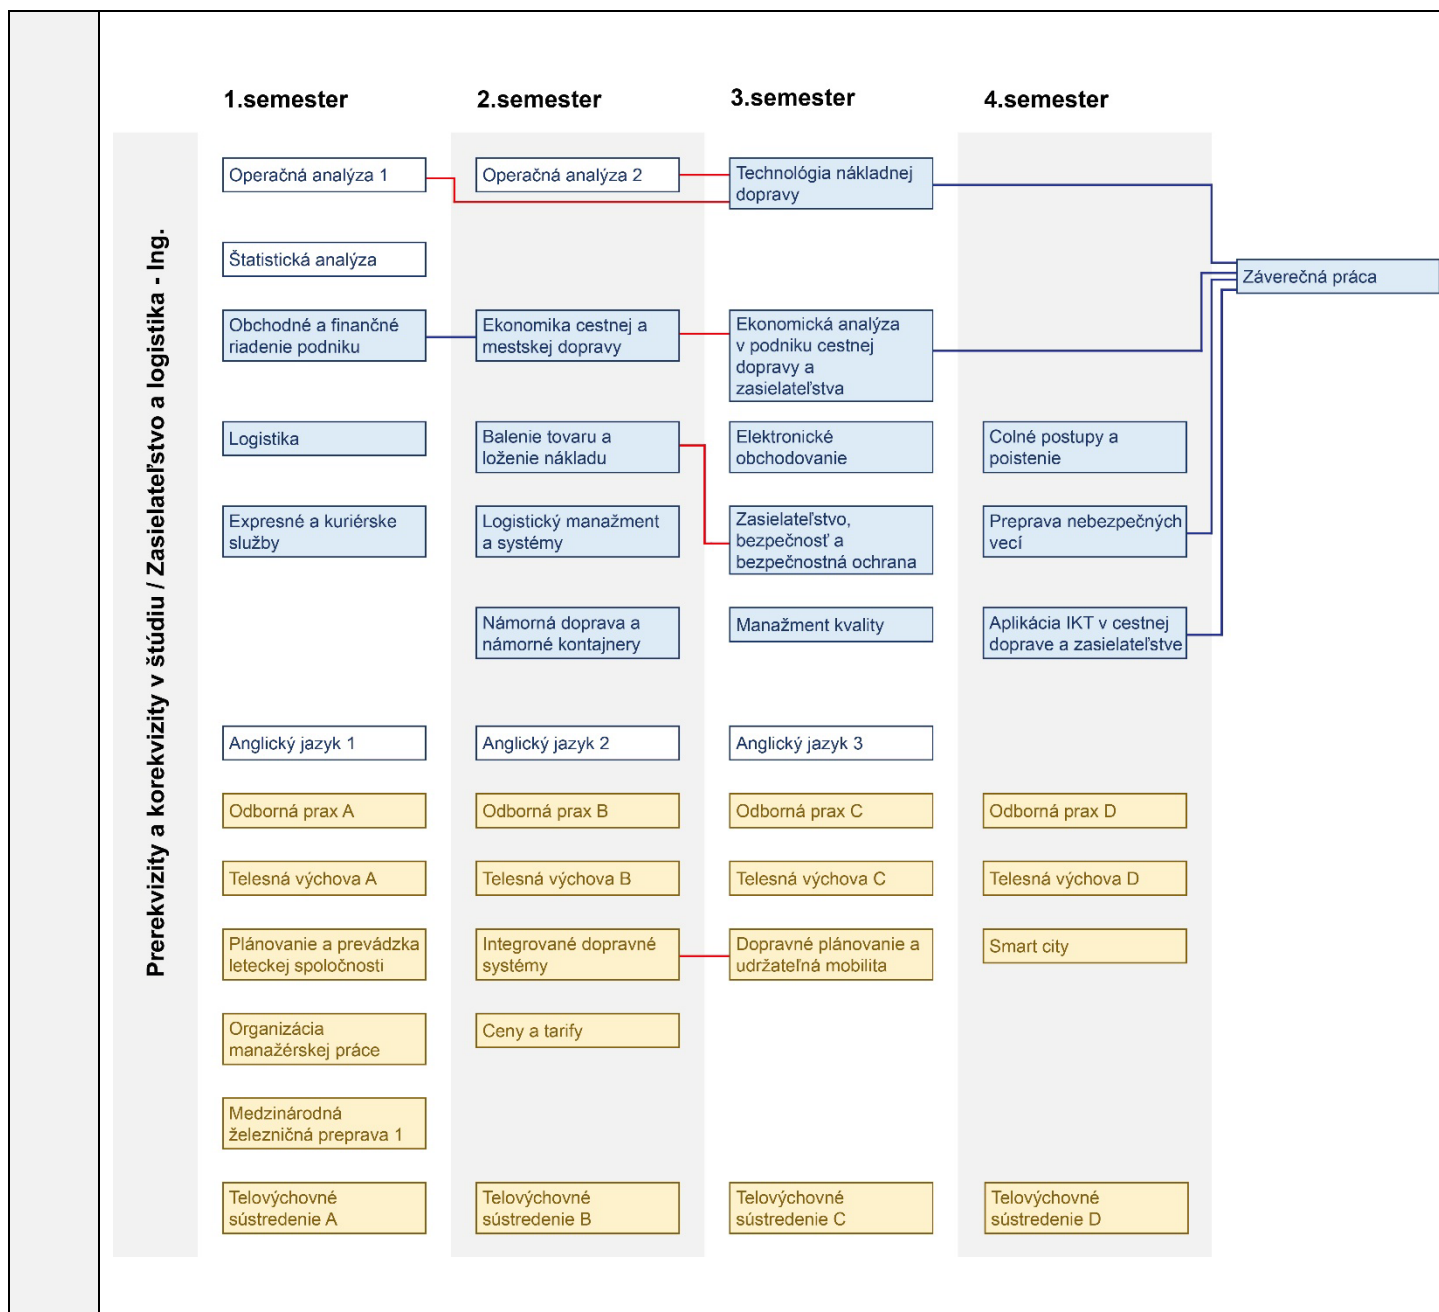 Prerekvizity a korekvizity v štúdiu / Zasielateľstvo a logistika - Ing.
1.semester
2.semester
3.semester
4.semester
Operačná analýza 1
Operačná analýza 2
Technológia nákladnej
dopravy
Štatistická analýza
Záverečná práca
Obchodné a finančné
riadenie podniku
Ekonomika cestnej a
mestskej dopravy
Ekonomická analýza
v podniku cestnej
dopravy a
zasielateľstva
Logistika
Balenie tovaru a
loženie nákladu
Elektronické
obchodovanie
Colné postupy a
poistenie
Expresné a kuriérske
služby
Logistický manažment
a systémy
Zasielateľstvo,
bezpečnosť a
bezpečnostná ochrana
Preprava nebezpečných
vecí
Námorná doprava a
námorné kontajnery
Manažment kvality
Aplikácia IKT v cestnej
doprave a zasielateľstve
Anglický jazyk 1
Anglický jazyk 2
Anglický jazyk 3
Odborná prax A
Odborná prax B
Odborná prax C
Odborná prax D
Telesná výchova A
Telesná výchova B
Telesná výchova C
Telesná výchova D
Plánovanie a prevádzka
leteckej spoločnosti
Integrované dopravné
systémy
Dopravné plánovanie a
udržateľná mobilita
Smart city
Organizácia
manažérskej práce
Ceny a tarify
Medzinárodná
železničná preprava 1
Telovýchovné
sústredenie A
Telovýchovné
sústredenie B
Telovýchovné
sústredenie C
Telovýchovné
sústredenie D